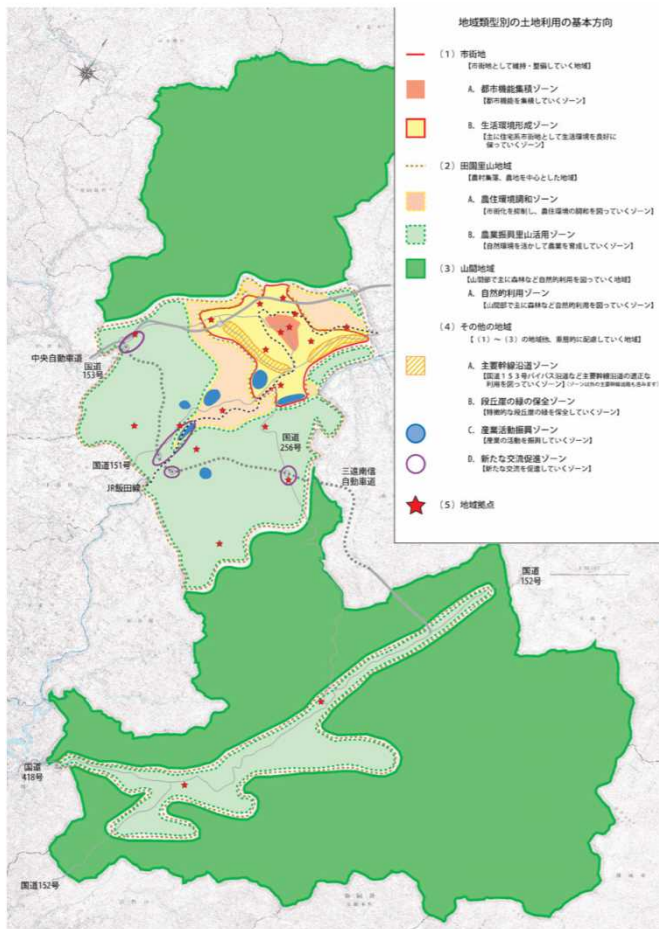 地域類型別の土地利用の基本方向
（1）市街地
【市街地として維持・整備していく地域】
A. 都市機能集積ゾーン
【都市機能を集積していくゾーン】
B. 生活環境形成ゾーン
【主に住宅系市街地として生活環境を良好に
保っていくゾーン】
（2）田園里山地域
【農村集落、農地を中心とした地域】
A. 農住環境調和ゾーン
【市街化を抑制し、農住環境の調和を図っていくゾーン】
B. 農業振興里山活用ゾーン
【自然環境を活かして農業を育成していくゾーン】
（3）山間地域
【山間部で主に森林など自然的利用を図っていく地域】
A. 自然的利用ゾーン
【山間部で主に森林など自然的利用を図っていくゾーン】
（4）その他の地域
【（1）～（3）の地域他、重層的に配慮していく地域】
A. 主要幹線沿道ゾーン
【国道153号バイパス沿道など主要幹線沿道の適正な
利用を図っていくゾーン】（ゾーン以外の主要幹線道路も含みます）
B. 段丘崖の緑の保全ゾーン
【特徴的な段丘崖の緑を保全していくゾーン】
C. 産業活動振興ゾーン
【産業の活動を振興していくゾーン】
D. 新たな交流促進ゾーン
【新たな交流を促進していくゾーン】
（5）地域拠点
中央自動車道
国道
153号
国道151号
JR飯田線
国道
256号
三遠南信
自動車道
国道
152号
国道
418号
国道152号